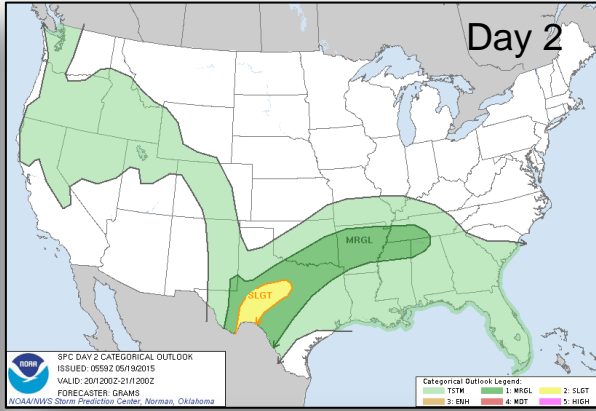 Day 2
MRGL
SLGT
NOAA
SPC DAY 2 CATEGORICAL OUTLOOK
ISSUED: 0559Z 05/19/2015
VALID: 20/1200Z-21/1200Z
FORECASTER: GRAMS
NOAA/NWS Storm Prediction Center, Norman, Oklahoma
Categorical Outlook Legend:
TSTM 1: MRGL 2: SLGT
3: ENH 4: MDT 5: HIGH